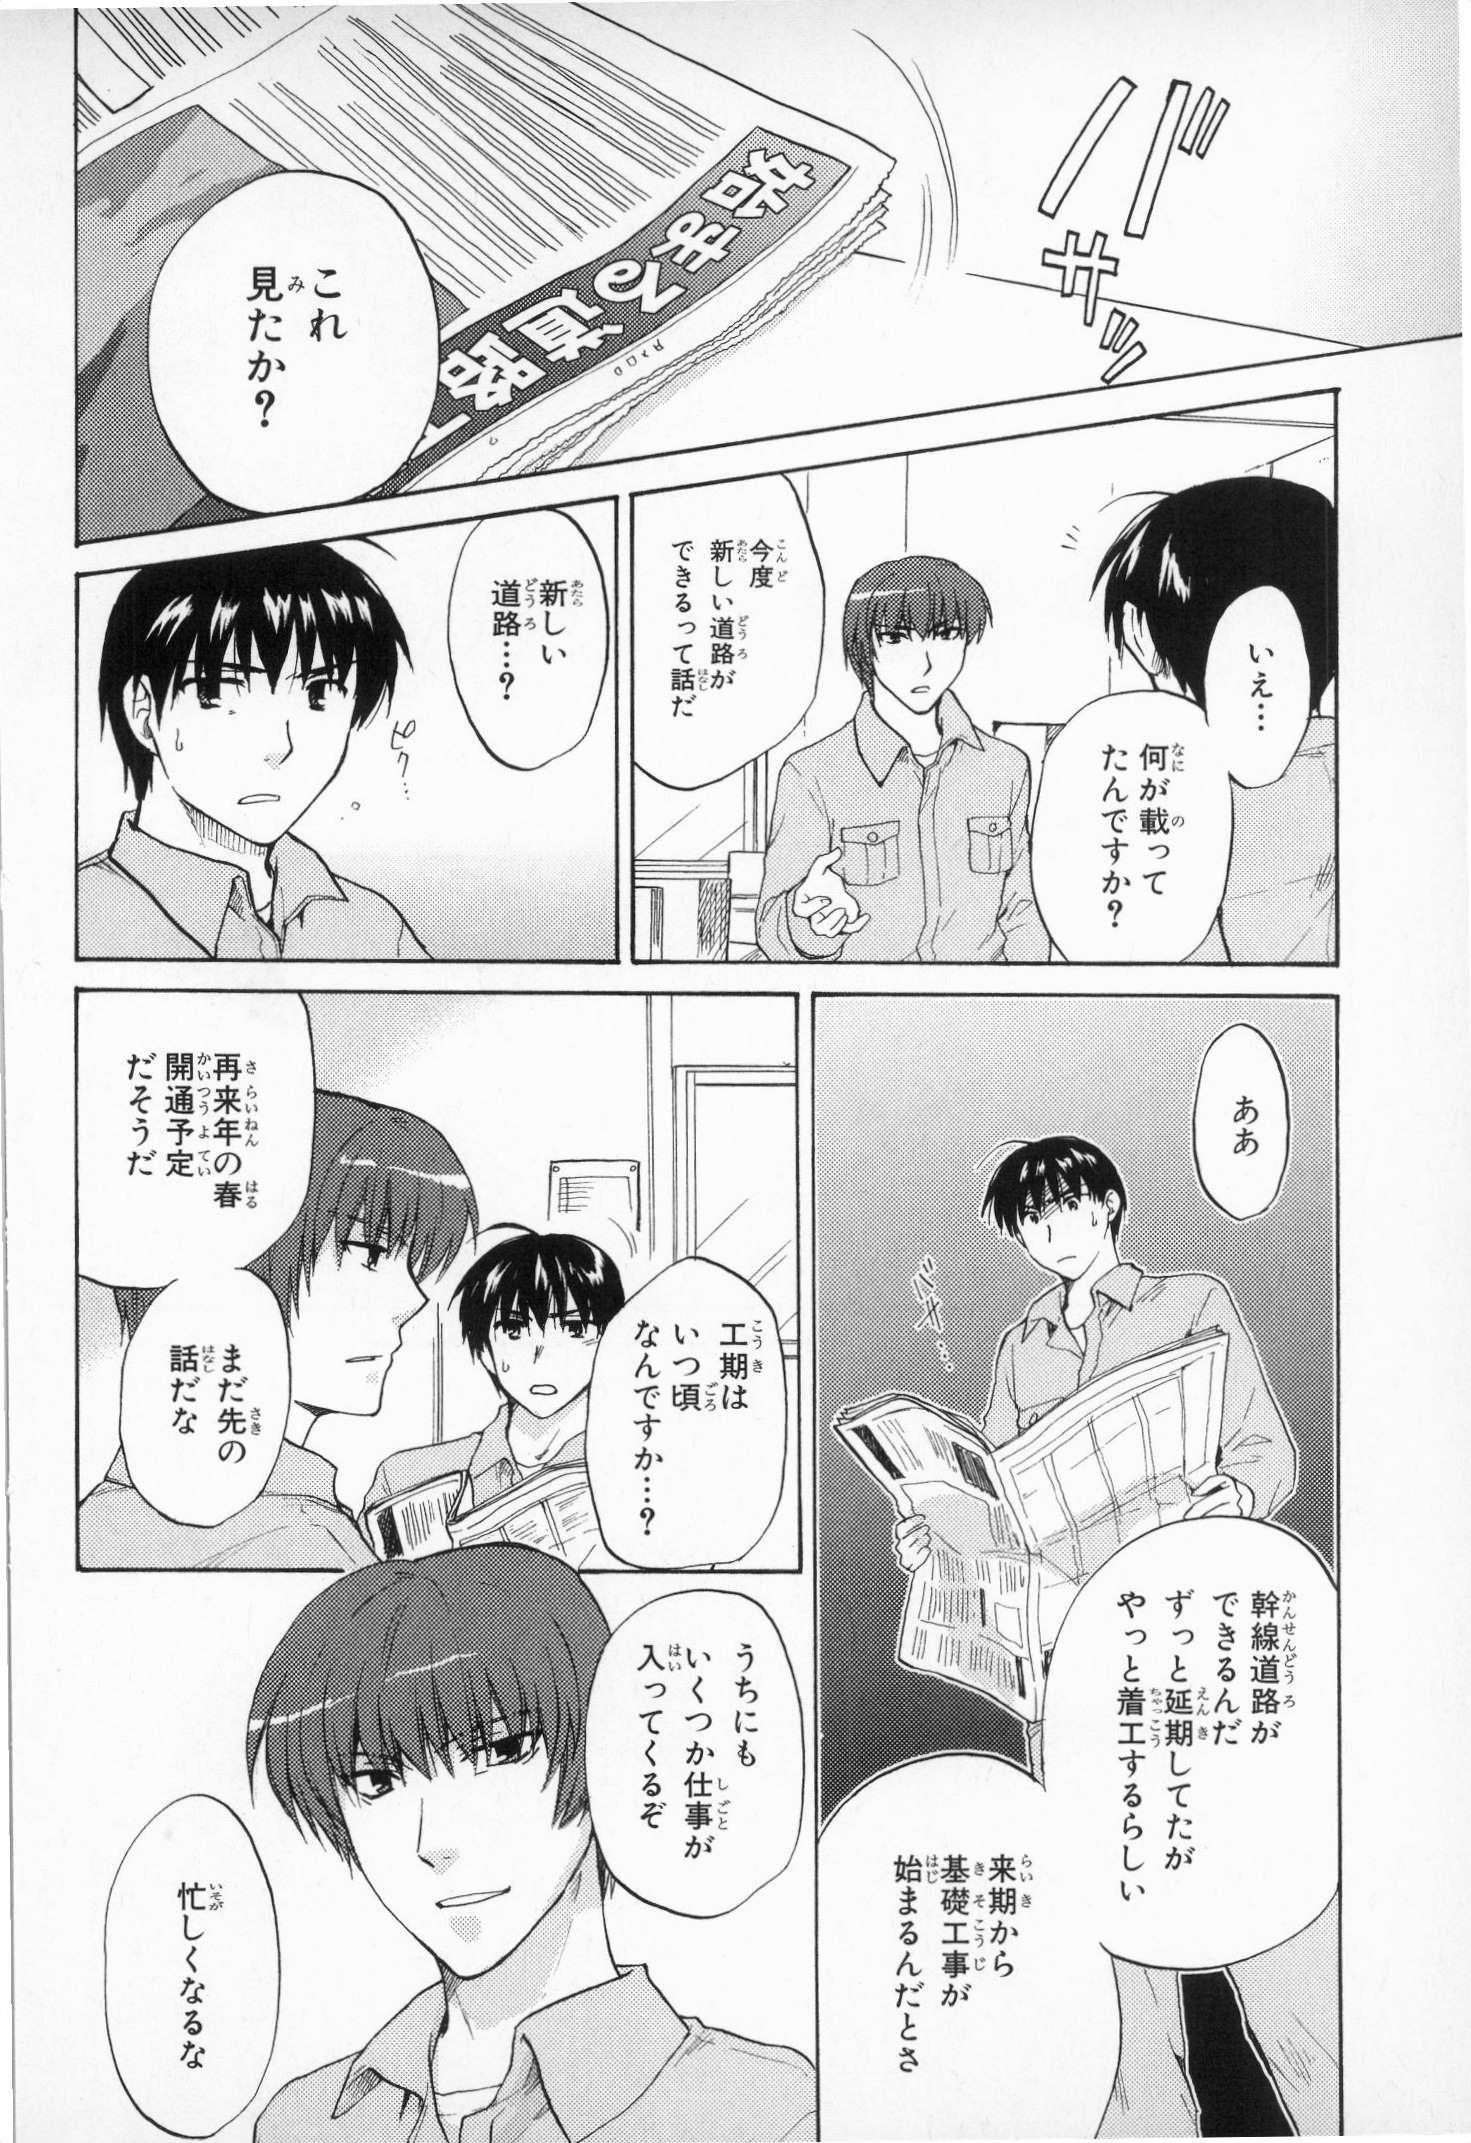 バサッ
始まる道路工
これ
見たか?
いえ…
何が載って
たんですか?
今度
新しい道路が
できるって話だ
新しい
道路…?
ピク…
ああ
幹線道路が
できるんだ
ずっと延期してたが
やっと着工するらしい
来期から
基礎工事が
始まるんだとさ
工期は
いつ頃
なんですか…?
再来年の春
開通予定
だそうだ
まだ先の
話だな
うちにも
いくつか仕事が
入ってくるぞ
忙しくなるな